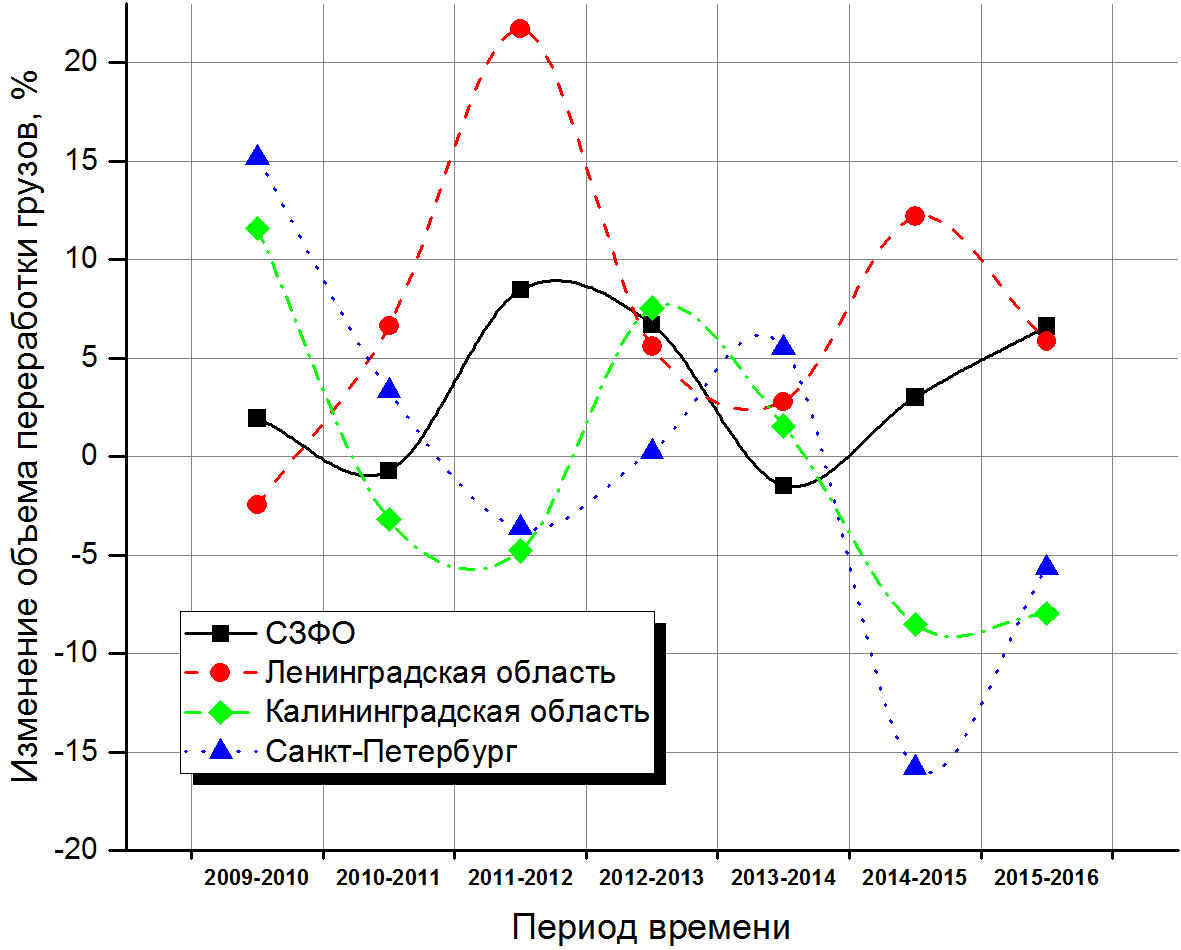 Изменение объема переработки грузов, %
20
15
10
5
0
-5
-10
-15
-20
СЗФО
Ленинградская область
Калининградская область
Санкт-Петербург
2009-2010 2010-2011 2011-2012 2012-2013 2013-2014 2014-2015 2015-2016
Период времени